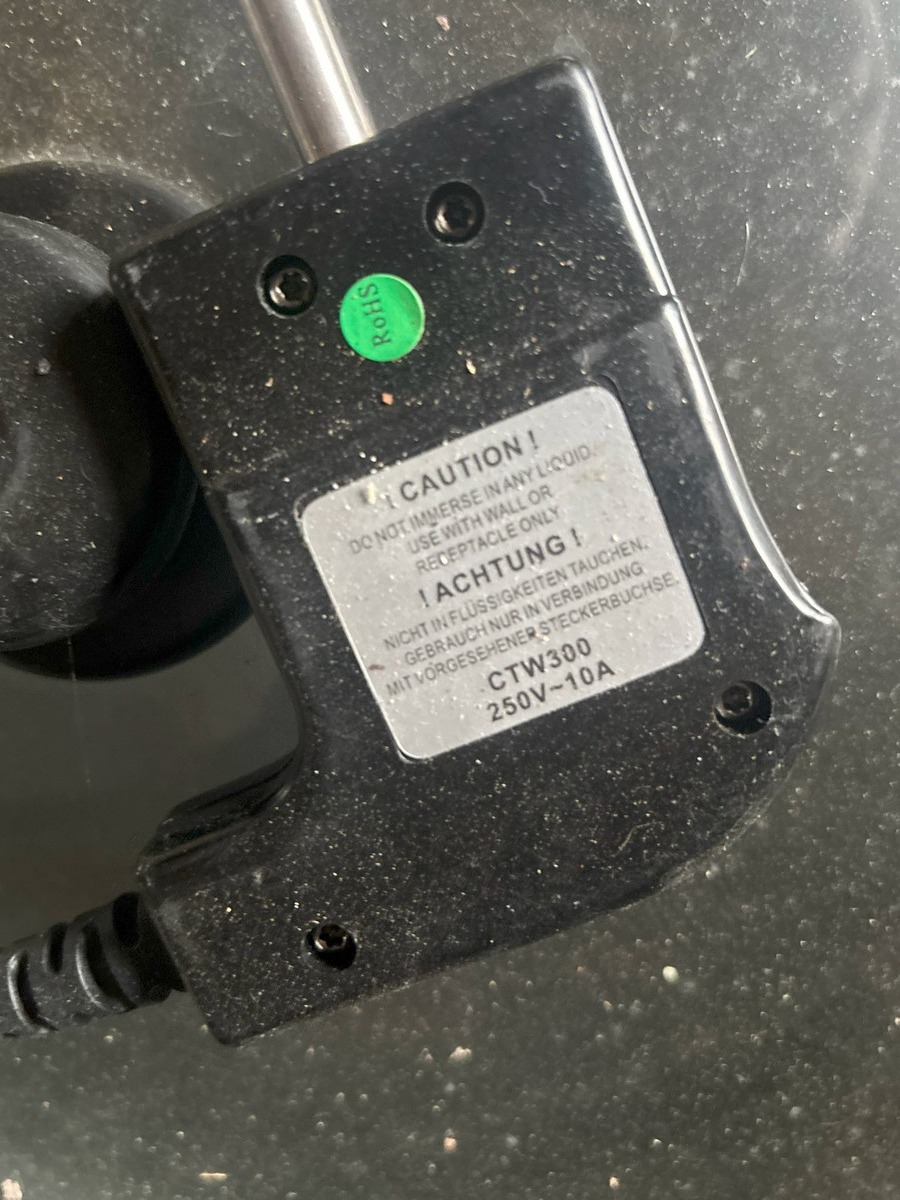 RoHS
! CAUTION !
DO NOT IMMERSE IN ANY LIQUID.
USE WITH WALL OR
RECEPTACLE ONLY
! ACHTUNG !
NICHT IN FLÜSSIGKEITEN TAUCHEN.
GEBRAUCH NUR IN VERBINDUNG
MIT VORGESEHENER STECKERBUCHSE.
CTW300
250V~10A